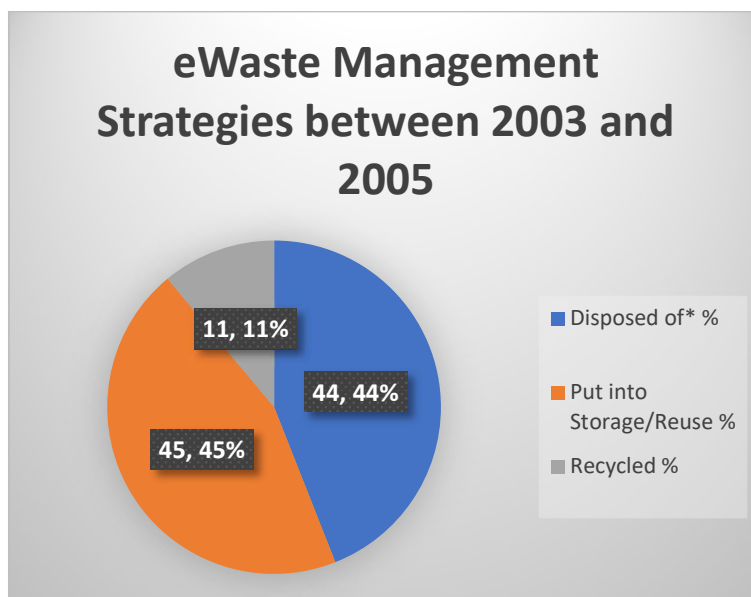 eWaste Management
Strategies between 2003 and
2005
11, 11%
44, 44%
45, 45%
Disposed of* %
Put into
Storage/Reuse %
Recycled %